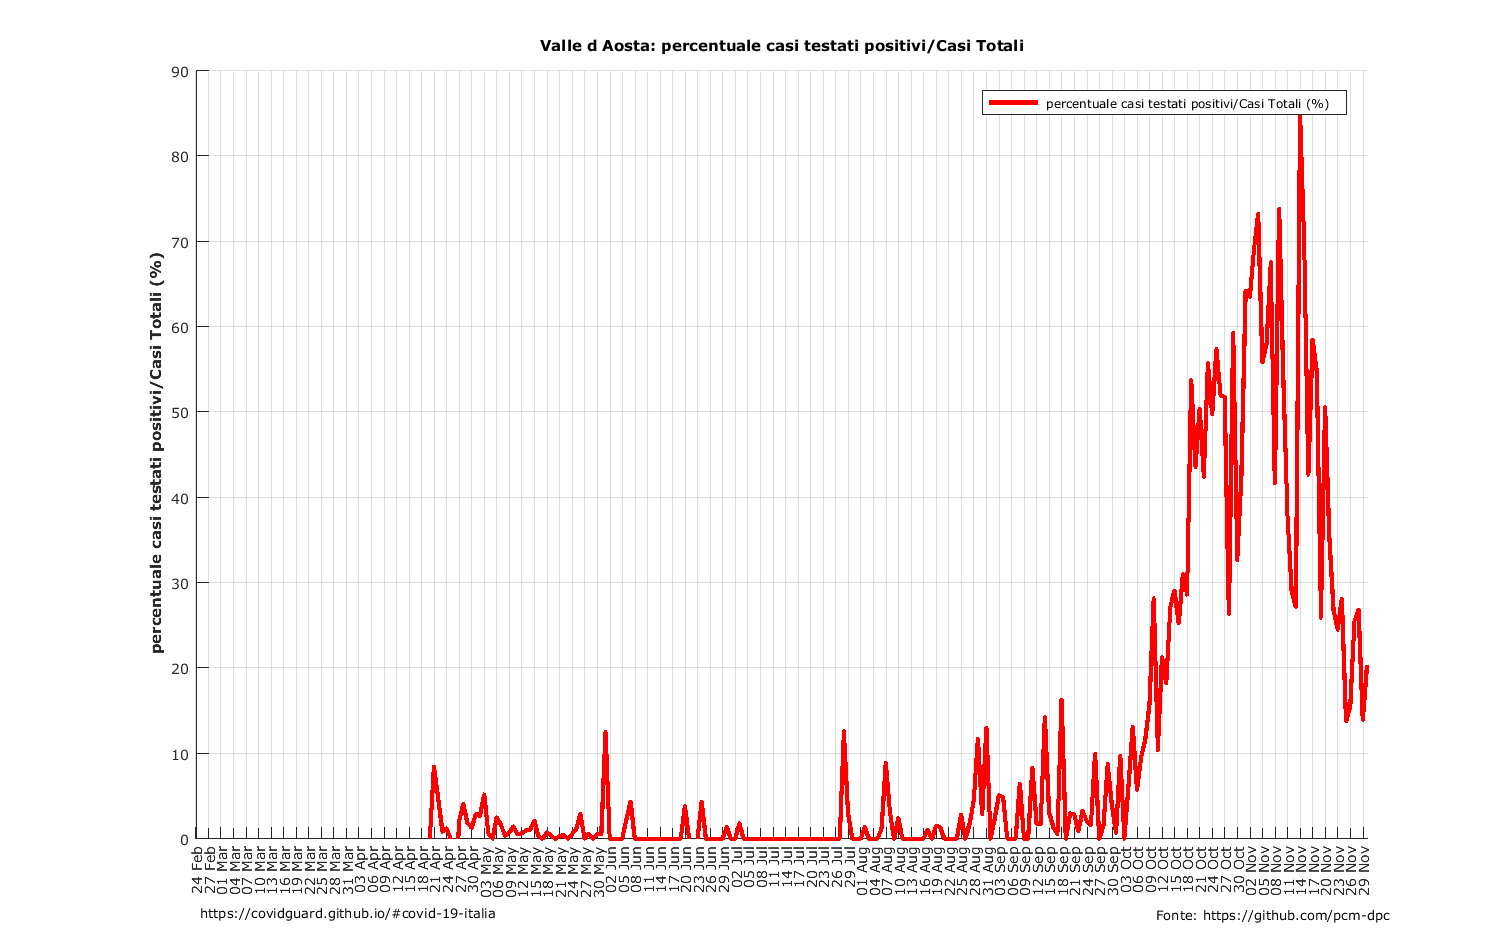 Valle d Aosta: percentuale casi testati positivi/Casi Totali
percentuale casi testati positivi/Casi Totali (%)
percentuale casi testati positivi/Casi Totali (%)
90
80
70
60
50
40
30
20
10
0
24 Feb
27 Feb
01 Mar
04 Mar
07 Mar
10 Mar
13 Mar
16 Mar
19 Mar
22 Mar
25 Mar
28 Mar
31 Mar
03 Apr
06 Apr
09 Apr
12 Apr
15 Apr
18 Apr
21 Apr
24 Apr
27 Apr
30 Apr
03 May
06 May
09 May
12 May
15 May
18 May
21 May
24 May
27 May
30 May
02 Jun
05 Jun
08 Jun
11 Jun
14 Jun
17 Jun
20 Jun
23 Jun
26 Jun
29 Jun
02 Jul
05 Jul
08 Jul
11 Jul
14 Jul
17 Jul
20 Jul
23 Jul
26 Jul
29 Jul
01 Aug
04 Aug
07 Aug
10 Aug
13 Aug
16 Aug
19 Aug
22 Aug
25 Aug
28 Aug
31 Aug
03 Sep
06 Sep
09 Sep
12 Sep
15 Sep
18 Sep
21 Sep
24 Sep
27 Sep
30 Sep
03 Oct
06 Oct
09 Oct
12 Oct
15 Oct
18 Oct
21 Oct
24 Oct
27 Oct
30 Oct
02 Nov
05 Nov
08 Nov
11 Nov
14 Nov
17 Nov
20 Nov
23 Nov
26 Nov
29 Nov
https://covidguard.github.io/#covid-19-italia
Fonte: https://github.com/pcm-dpc